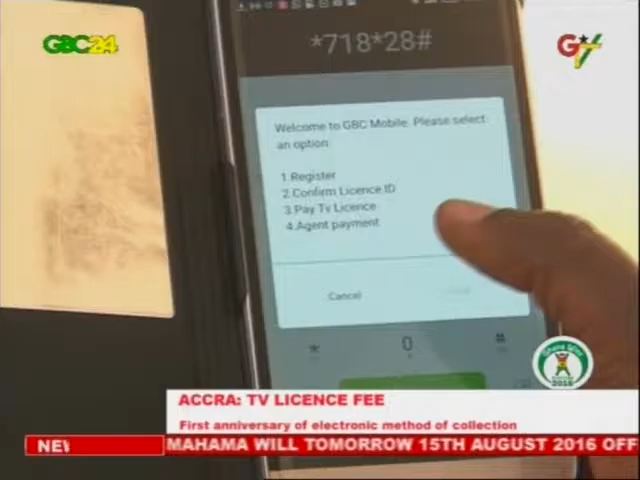 GBC24
*718*28#
G
Welcome to GBC Mobile. Please select
an option:
1.Register
2.Confirm Licence ID
3.Pay Tv Licence
4.Agent payment
Cancel
*
0
#
2016
ACCRA: TV LICENCE FEE
First anniversary of electronic method of collection
NEW
MAHAMA WILL TOMORROW 15TH AUGUST 2016 OFF